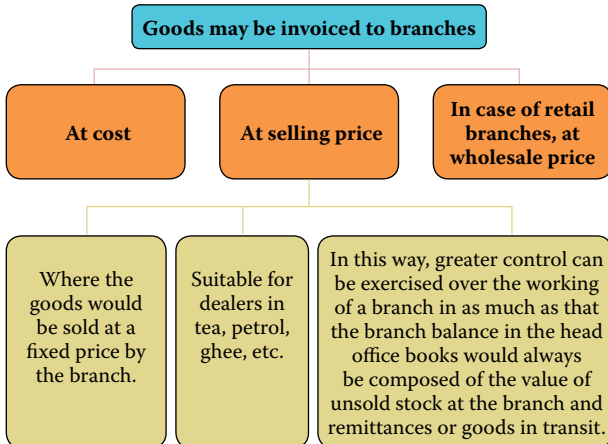 Goods may be invoiced to branches
At cost
At selling price
In case of retail
branches, at
wholesale price
Where the
goods would
be sold at a
fixed price by
the branch.
Suitable for
dealers in
tea, petrol,
ghee, etc.
In this way, greater control can
be exercised over the working
of a branch in as much as that
the branch balance in the head
office books would always
be composed of the value of
unsold stock at the branch and
remittances or goods in transit.